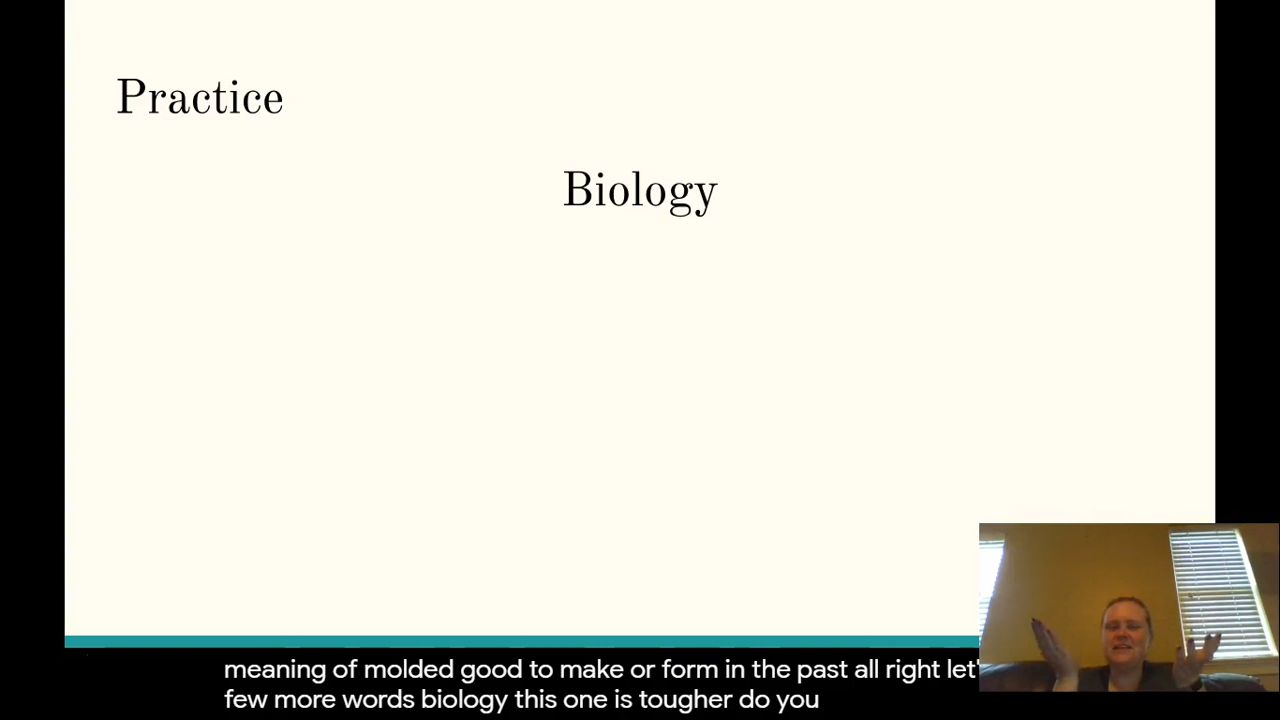 Practice
Biology
meaning of molded good to make or form in the past all right let'
few more words biology this one is tougher do you